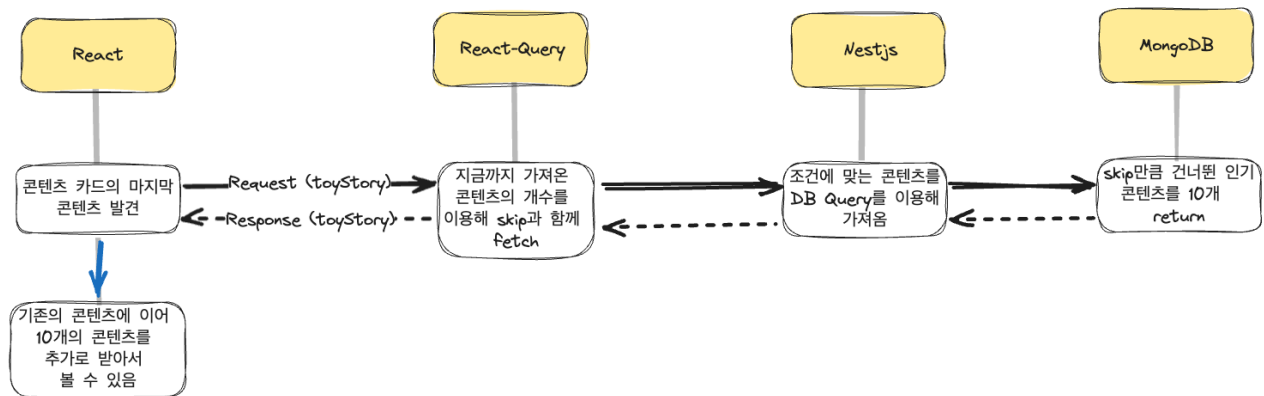 React
React-Query
Nestjs
MongoDB
콘텐츠 카드의 마지막
콘텐츠 발견
Request (toyStory)
Response (toyStory)
지금까지 가져온
콘텐츠의 개수를
이용해 skip과 함께
fetch
조건에 맞는 콘텐츠를
DB Query를 이용해
가져옴
skip만큼 건너뛴 인기
콘텐츠를 10개
return
기존의 콘텐츠에 이어
10개의 콘텐츠를
추가로 받아서
볼 수 있음